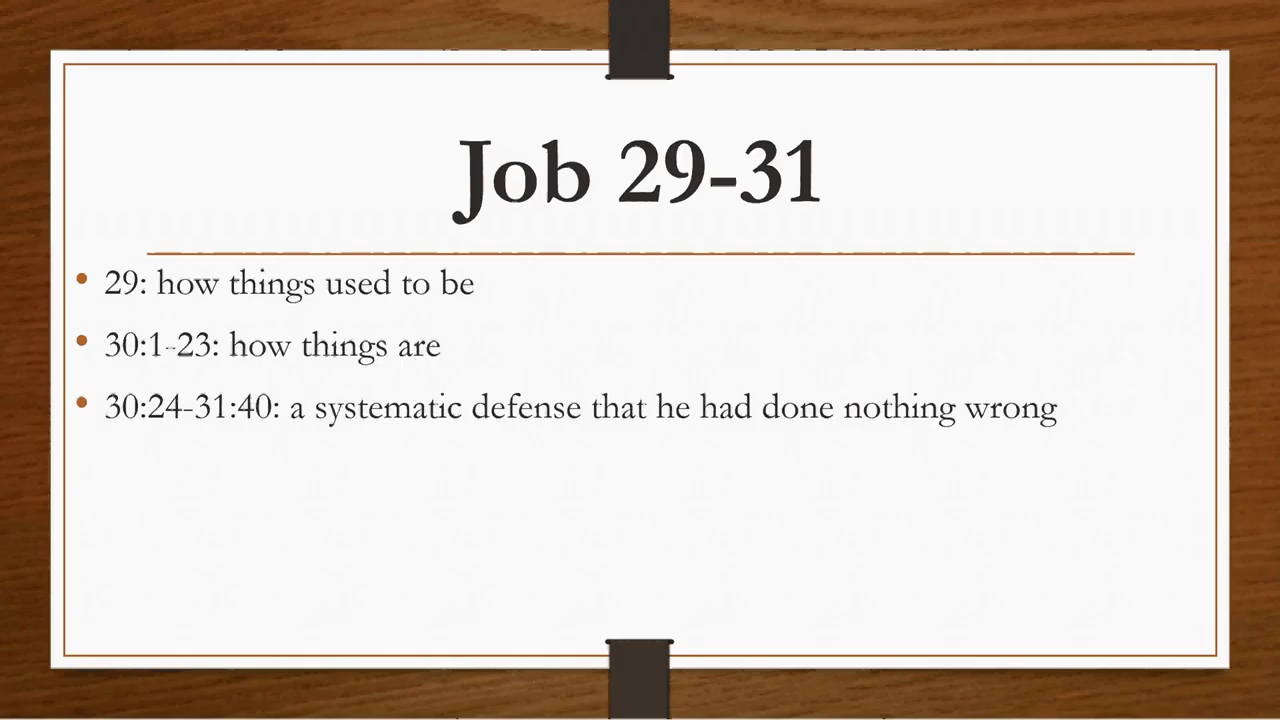 Job 29-31
• 29: how things used to be
• 30:1-23: how things are
• 30:24-31:40: a systematic defense that he had done nothing wrong